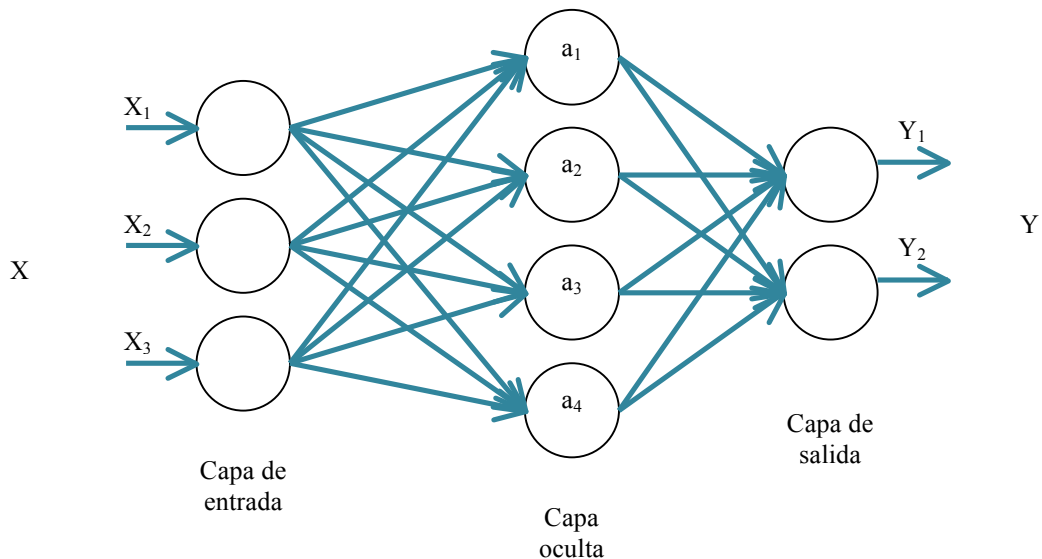 X
X₁
X₂
X₃
Capa de
entrada
a₁
a₂
a₃
a₄
Capa
oculta
Capa de
salida
Y₁
Y₂
Y